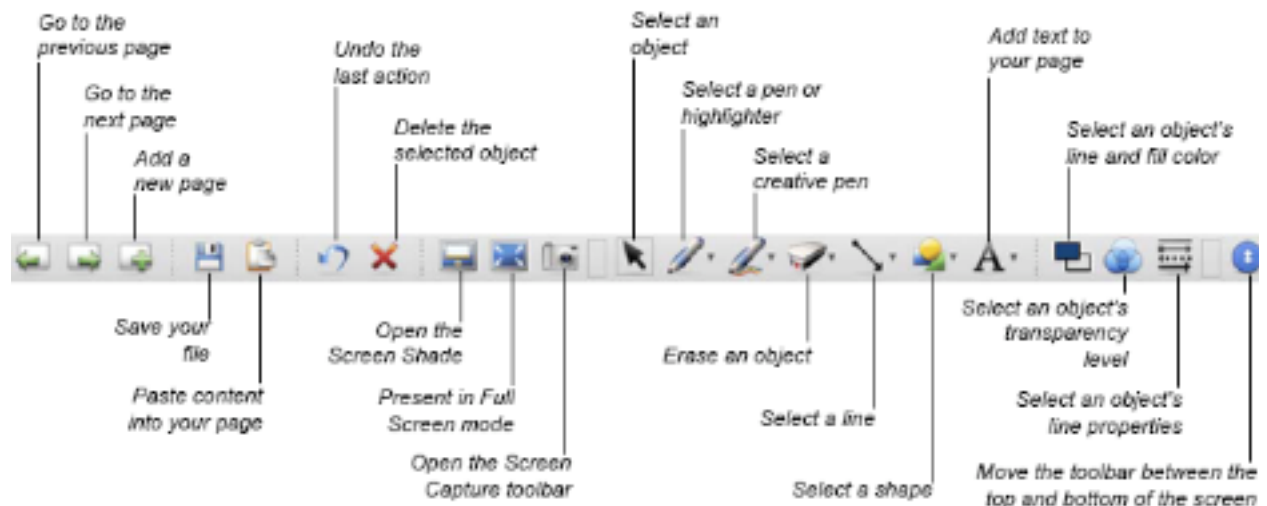 Go to the
previous page
Go to the
next page
Add a
new page
Undo the
last action
Delete the
selected object
Select an
object
Select a pen or
highlighter
Select a
creative pen
Add text to
your page
Select an object's
line and fill color
A
Save your
file
Paste content
into your page
Open the
Screen Shade
Present in Full
Screen mode
Open the Screen
Capture toolbar
Erase an object
Select a line
Select a shape
Select an object's
transparency
level
Select an object's
line properties
Move the toolbar between the
top and bottom of the screen